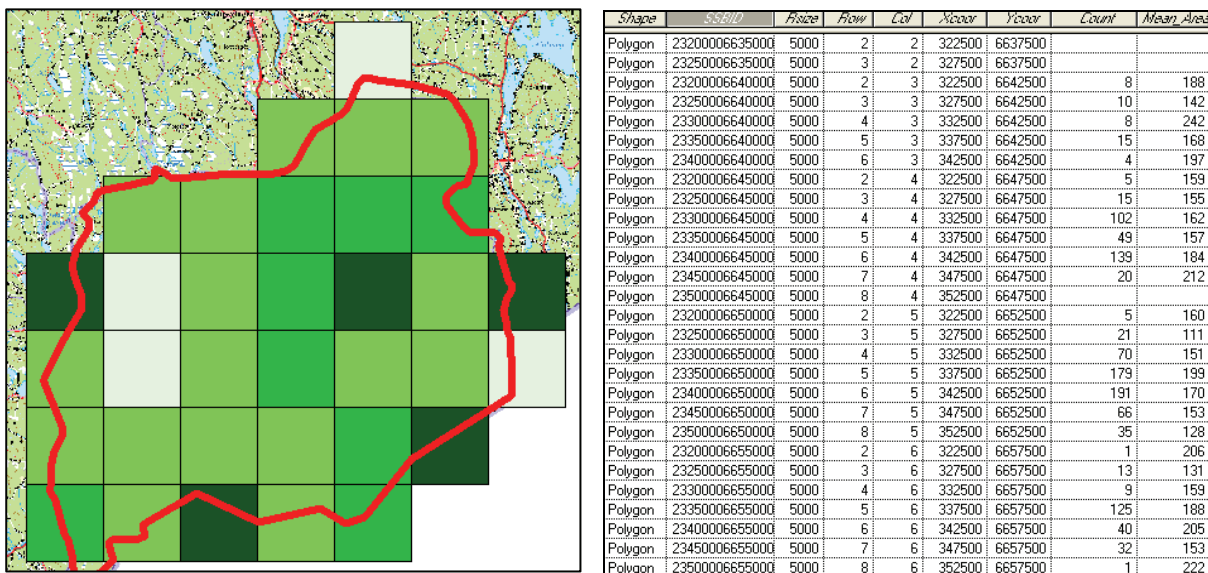 Shape SSBID Rsize Row Col Xcoor Ycoor Count Mean_Area
Polygon 23200006635000 5000 2 2 322500 6637500
Polygon 23250006635000 5000 3 2 327500 6637500
Polygon 23200006640000 5000 2 3 322500 6642500 8 188
Polygon 23250006640000 5000 3 3 327500 6642500 10 142
Polygon 23300006640000 5000 4 3 332500 6642500 8 242
Polygon 23350006640000 5000 5 3 337500 6642500 15 168
Polygon 23400006640000 5000 6 3 342500 6642500 4 197
Polygon 23200006645000 5000 2 4 322500 6647500 5 159
Polygon 23250006645000 5000 3 4 327500 6647500 15 155
Polygon 23300006645000 5000 4 4 332500 6647500 102 162
Polygon 23350006645000 5000 5 4 337500 6647500 49 157
Polygon 23400006645000 5000 6 4 342500 6647500 139 184
Polygon 23450006645000 5000 7 4 347500 6647500 20 212
Polygon 23500006645000 5000 8 4 352500 6647500
Polygon 23200006650000 5000 2 5 322500 6652500 5 160
Polygon 23250006650000 5000 3 5 327500 6652500 21 111
Polygon 23300006650000 5000 4 5 332500 6652500 70 151
Polygon 23350006650000 5000 5 5 337500 6652500 179 199
Polygon 23400006650000 5000 6 5 342500 6652500 191 170
Polygon 23450006650000 5000 7 5 347500 6652500 66 153
Polygon 23500006650000 5000 8 5 352500 6652500 35 128
Polygon 23200006655000 5000 2 6 322500 6657500 1 206
Polygon 23250006655000 5000 3 6 327500 6657500 13 131
Polygon 23300006655000 5000 4 6 332500 6657500 9 159
Polygon 23350006655000 5000 5 6 337500 6657500 125 188
Polygon 23400006655000 5000 6 6 342500 6657500 40 205
Polygon 23450006655000 5000 7 6 347500 6657500 32 153
Polygon 23500006655000 5000 8 6 352500 6657500 1 222